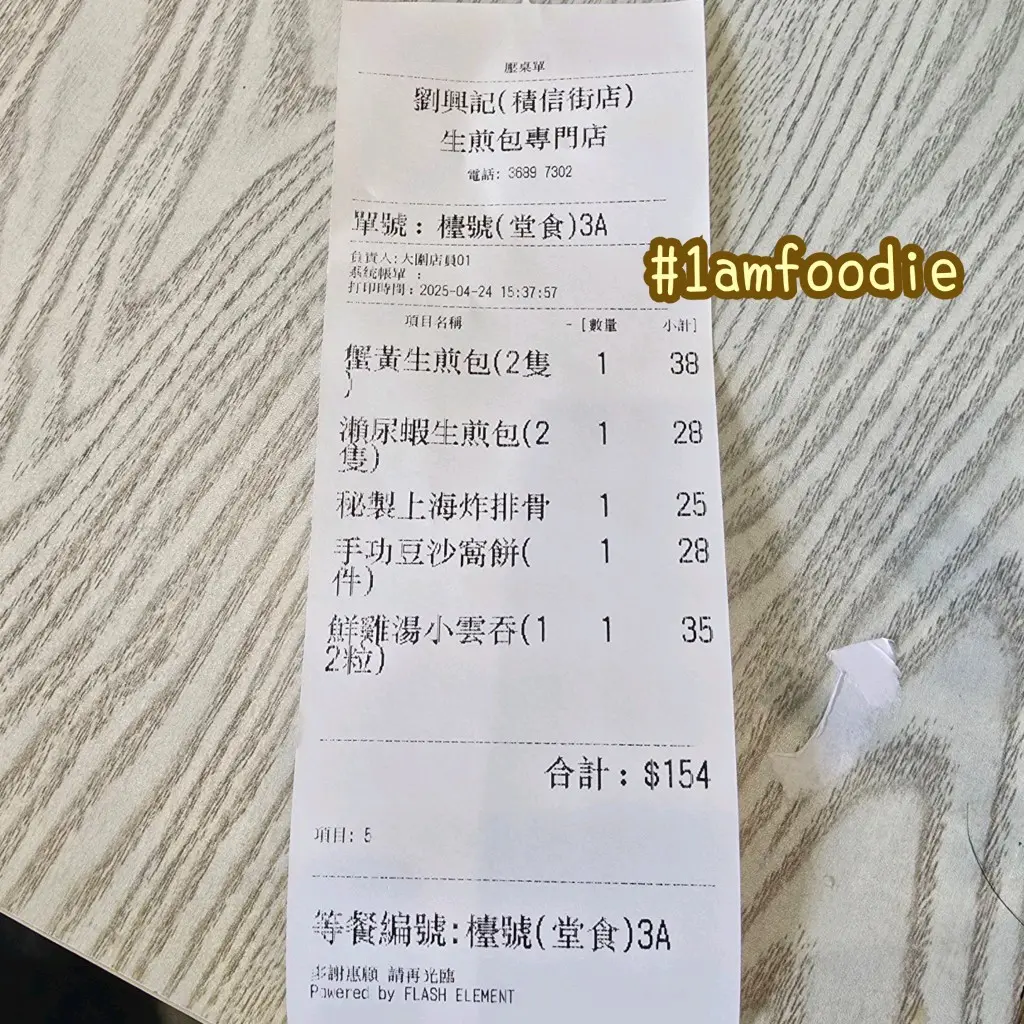 壓桌單
劉興記(積信街店)
生煎包專門店
電話: 3689 7302
單號: 檯號(堂食)3A
#1amfoodie
負責人:大圍店員01
系統帳單 :
打印時間:2025-04-24 15:37:57
項目名稱 -[數量 小計]
蟹黃生煎包(2隻 1 38
)
瀨尿蝦生煎包(2 1 28
隻)
秘製上海炸排骨 1 25
手功豆沙窩餅( 1 28
件)
鮮雞湯小雲吞(1 1 35
2粒)
合計: $154
項目: 5
等餐編號:檯號(堂食)3A
多謝惠顧 請再光臨
Powered by FLASH ELEMENT